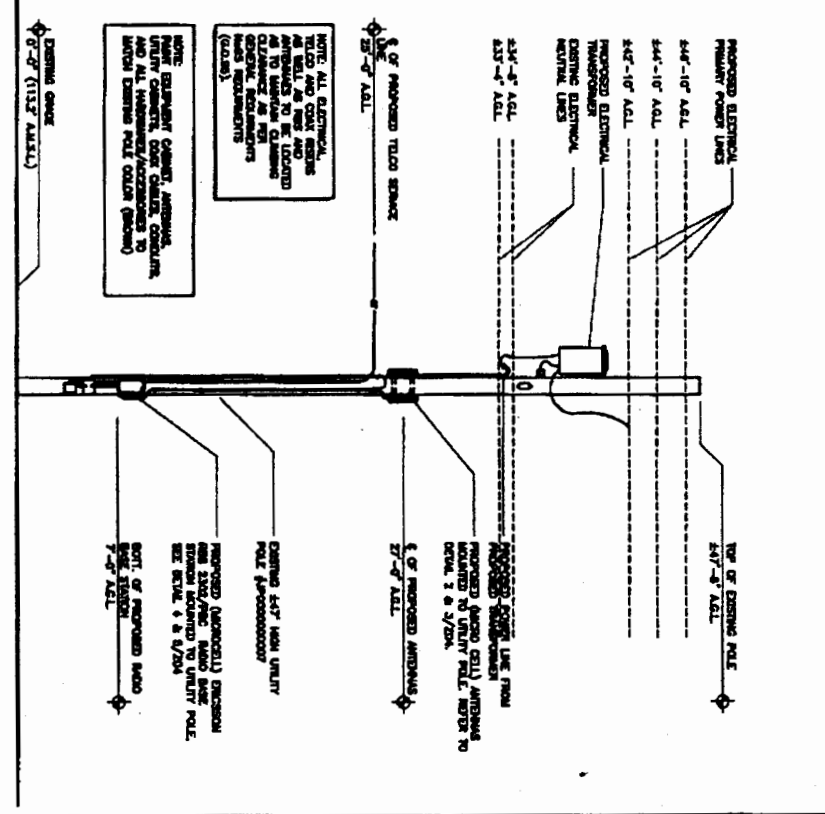 PROPOSED ELECTRICAL
PRIMARY POWER LINES
±46'-10" A.G.L.
±44'-10" A.G.L.
±42'-10" A.G.L.
PROPOSED ELECTRICAL
TRANSFORMER
EXISTING ELECTRICAL
NEUTRAL LINES
±34'-8" A.G.L.
±33'-4" A.G.L.
℄ OF PROPOSED TELCO SERVICE
LINE
25'-0" A.G.L.
NOTE: ALL ELECTRICAL,
TELCO AND COAX RISERS
AS WELL AS RBS AND
ANTENNAS TO BE LOCATED
AS TO MAINTAIN CLIMBING
CLEARANCE AS PER
GENERAL REQUIREMENTS
REQUIREMENTS
NOTE:
PAINT EQUIPMENT CABINET, ANTENNAS,
UTILITY CABINETS, COAX CABLES, CONDUITS,
AND ALL HARDWARE/ACCESSORIES TO
MATCH EXISTING POLE COLOR (BROWN)
EXISTING GRADE
0'-0" (113.2' A.M.S.L.)
TOP OF EXISTING POLE
±47'-8" A.G.L.
PROPOSED POWER LINE FROM
PROPOSED TRANSFORMER
PROPOSED (MICRO CELL) ANTENNAS
MOUNTED TO UTILITY POLE. REFER TO
DETAIL 2 & 3/Z04.
℄ OF PROPOSED ANTENNAS
27'-0" A.G.L.
EXISTING ±47' HIGH UTILITY
POLE
PROPOSED (MICROCELL) ERICSSON
RBS RADIO BASE
STATION MOUNTED TO UTILITY POLE.
SEE DETAIL 4 & 5/Z04
BOTT. OF PROPOSED RADIO
BASE STATION
7'-0" A.G.L.